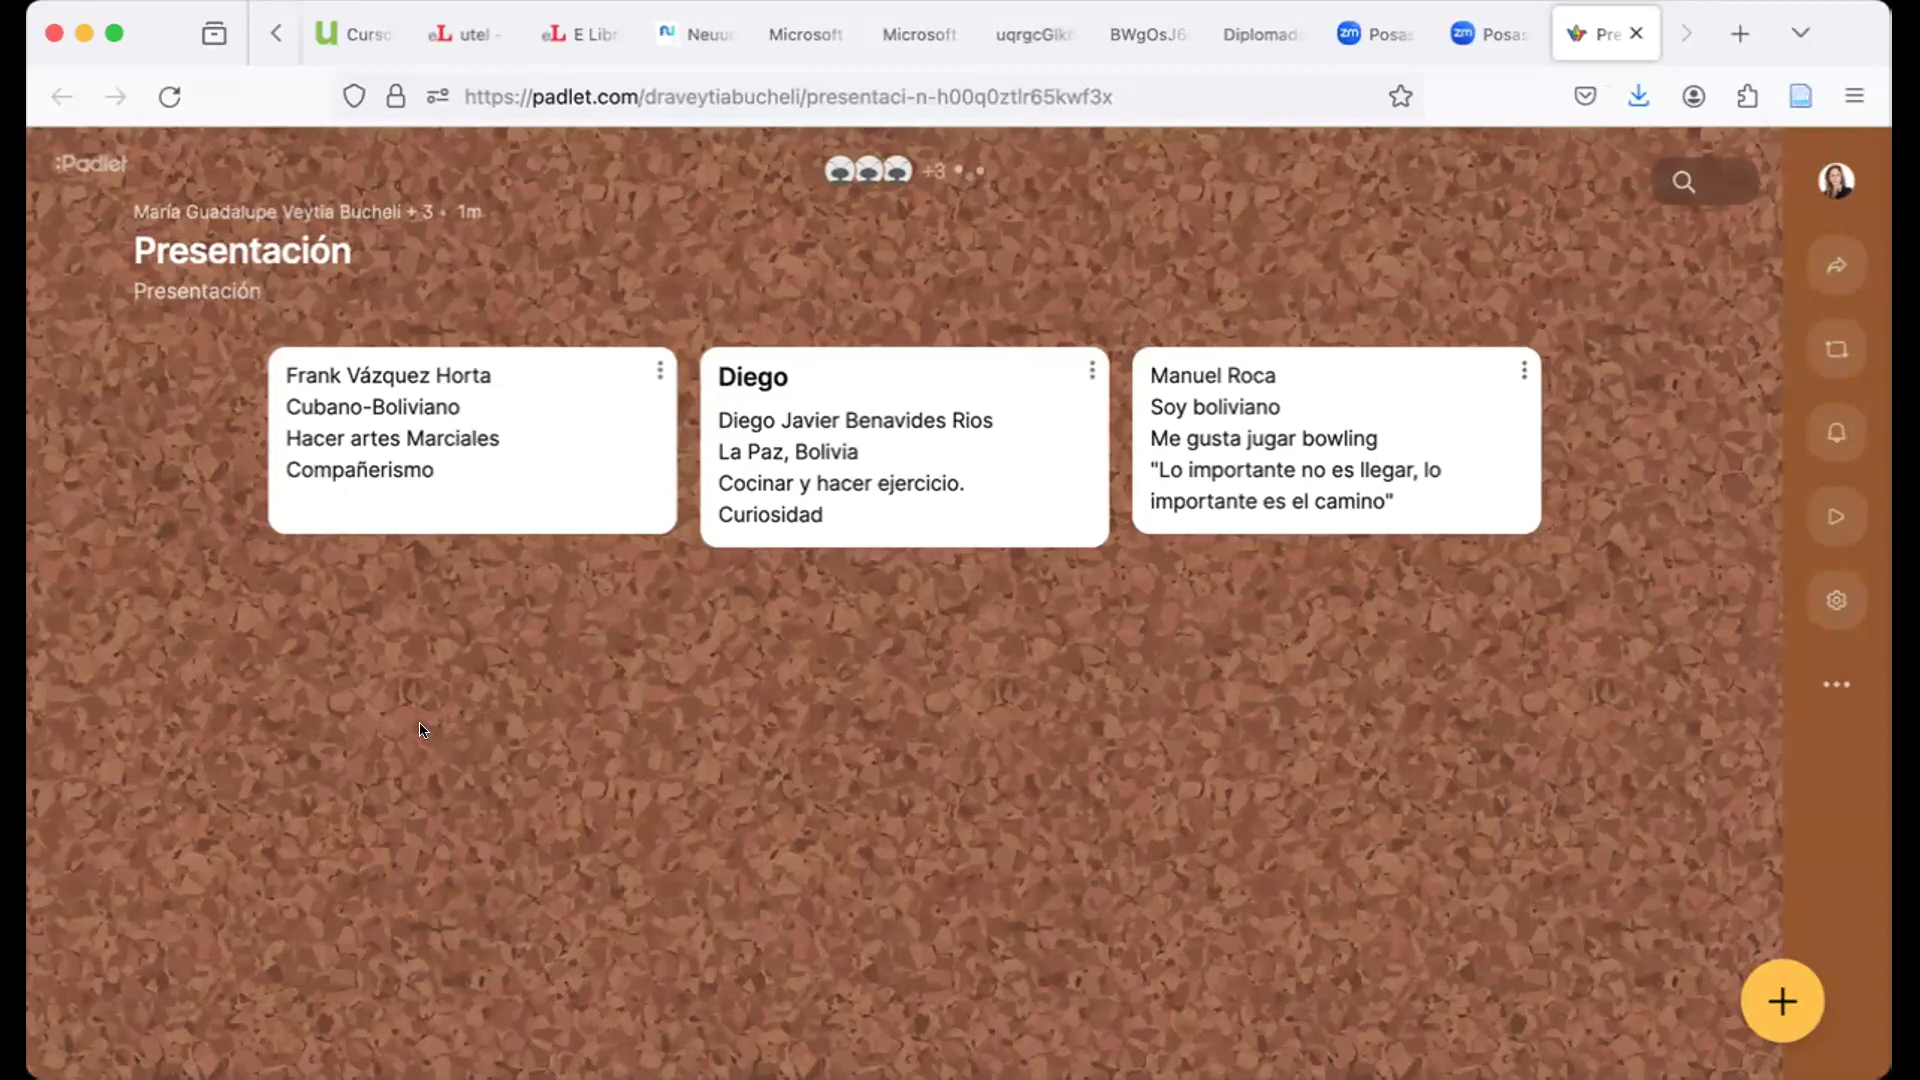 Curso
utel -
E Libr
Neuu
Microsoft
Microsoft
BWgOsJ6
Diplomad
zm Posas
zm Posas
Pre
https://padlet.com/draveytiabucheli/presentaci-n-h00q0ztlr65kwf3x
:Padlet
+3
María Guadalupe Veytia Bucheli + 3 • 1m
Presentación
Presentación
Frank Vázquez Horta
Cubano-Boliviano
Hacer artes Marciales
Compañerismo
Diego
Diego Javier Benavides Rios
La Paz, Bolivia
Cocinar y hacer ejercicio.
Curiosidad
Manuel Roca
Soy boliviano
Me gusta jugar bowling
"Lo importante no es llegar, lo
importante es el camino"